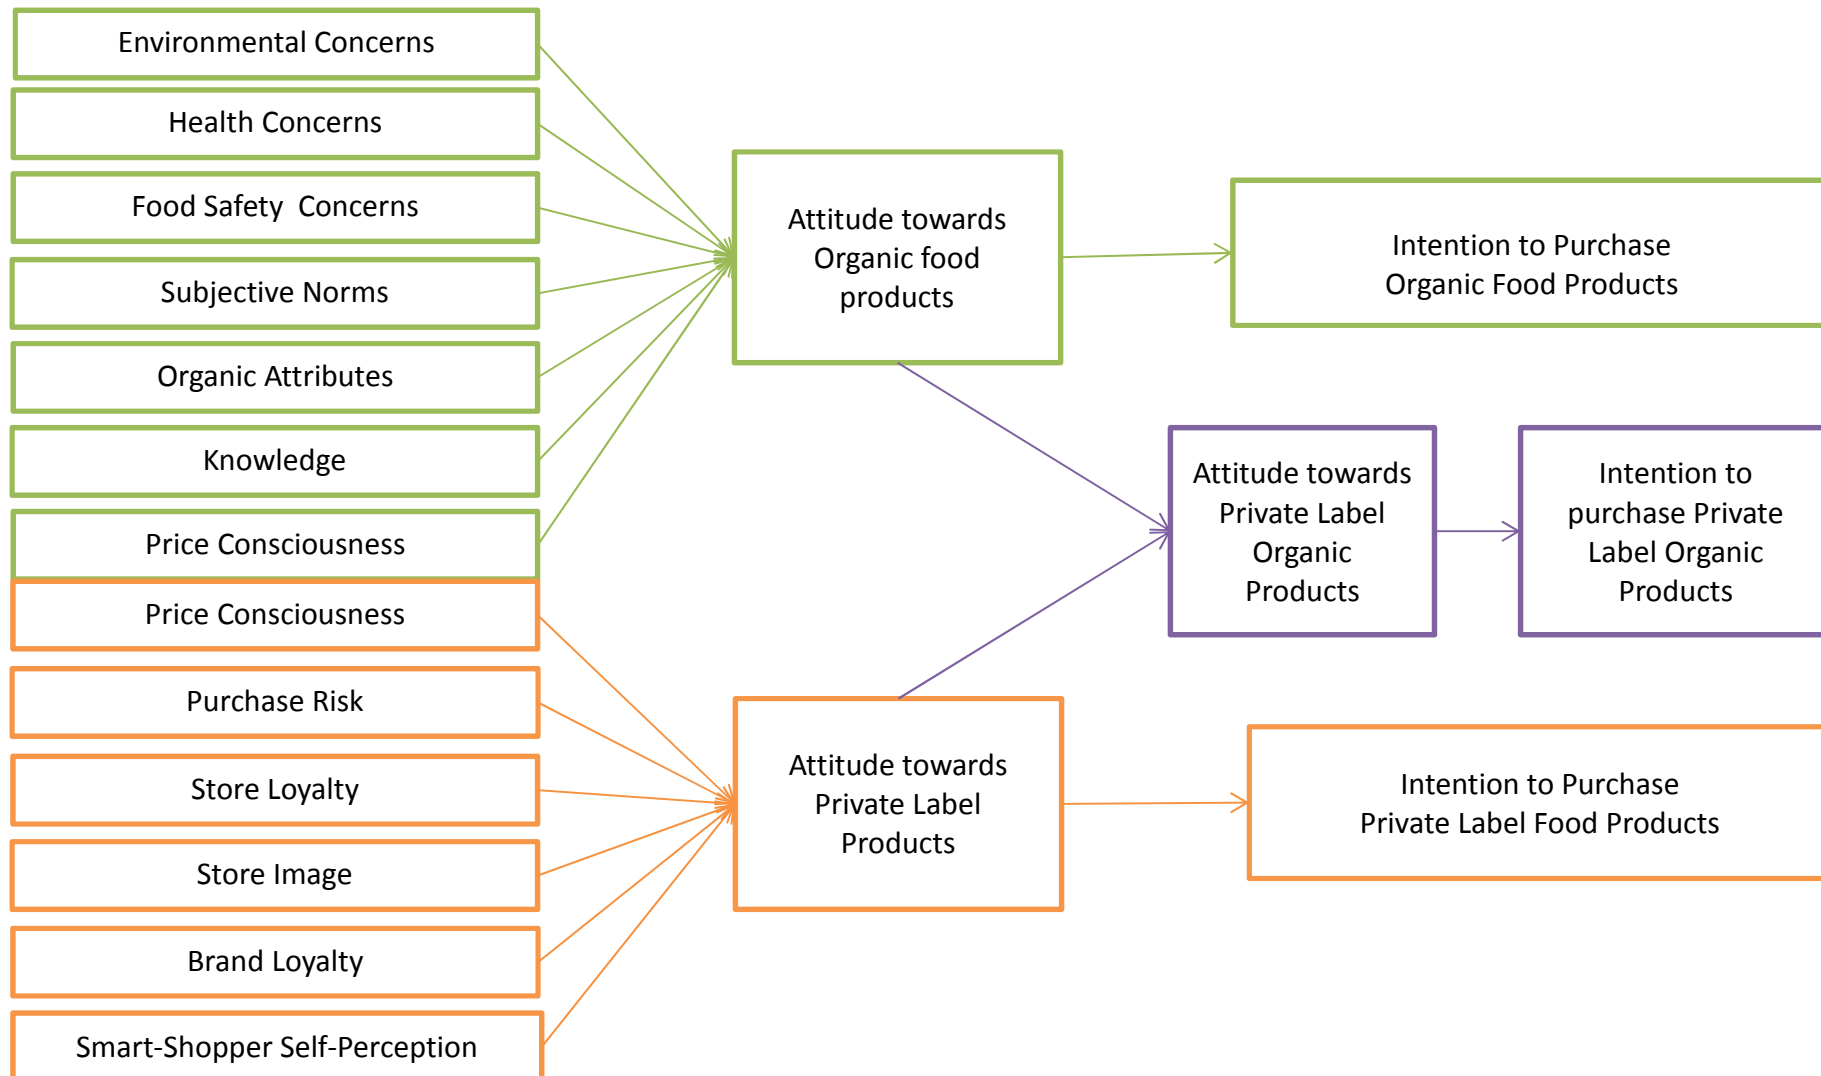 Environmental Concerns
Health Concerns
Food Safety  Concerns
Subjective Norms
Organic Attributes
Knowledge
Price Consciousness
Price Consciousness
Purchase Risk
Store Loyalty
Store Image
Brand Loyalty
Smart-Shopper Self-Perception
Attitude towards
Organic food
products
Intention to Purchase
Organic Food Products
Attitude towards
Private Label
Organic
Products
Intention to
purchase Private
Label Organic
Products
Attitude towards
Private Label
Products
Intention to Purchase
Private Label Food Products